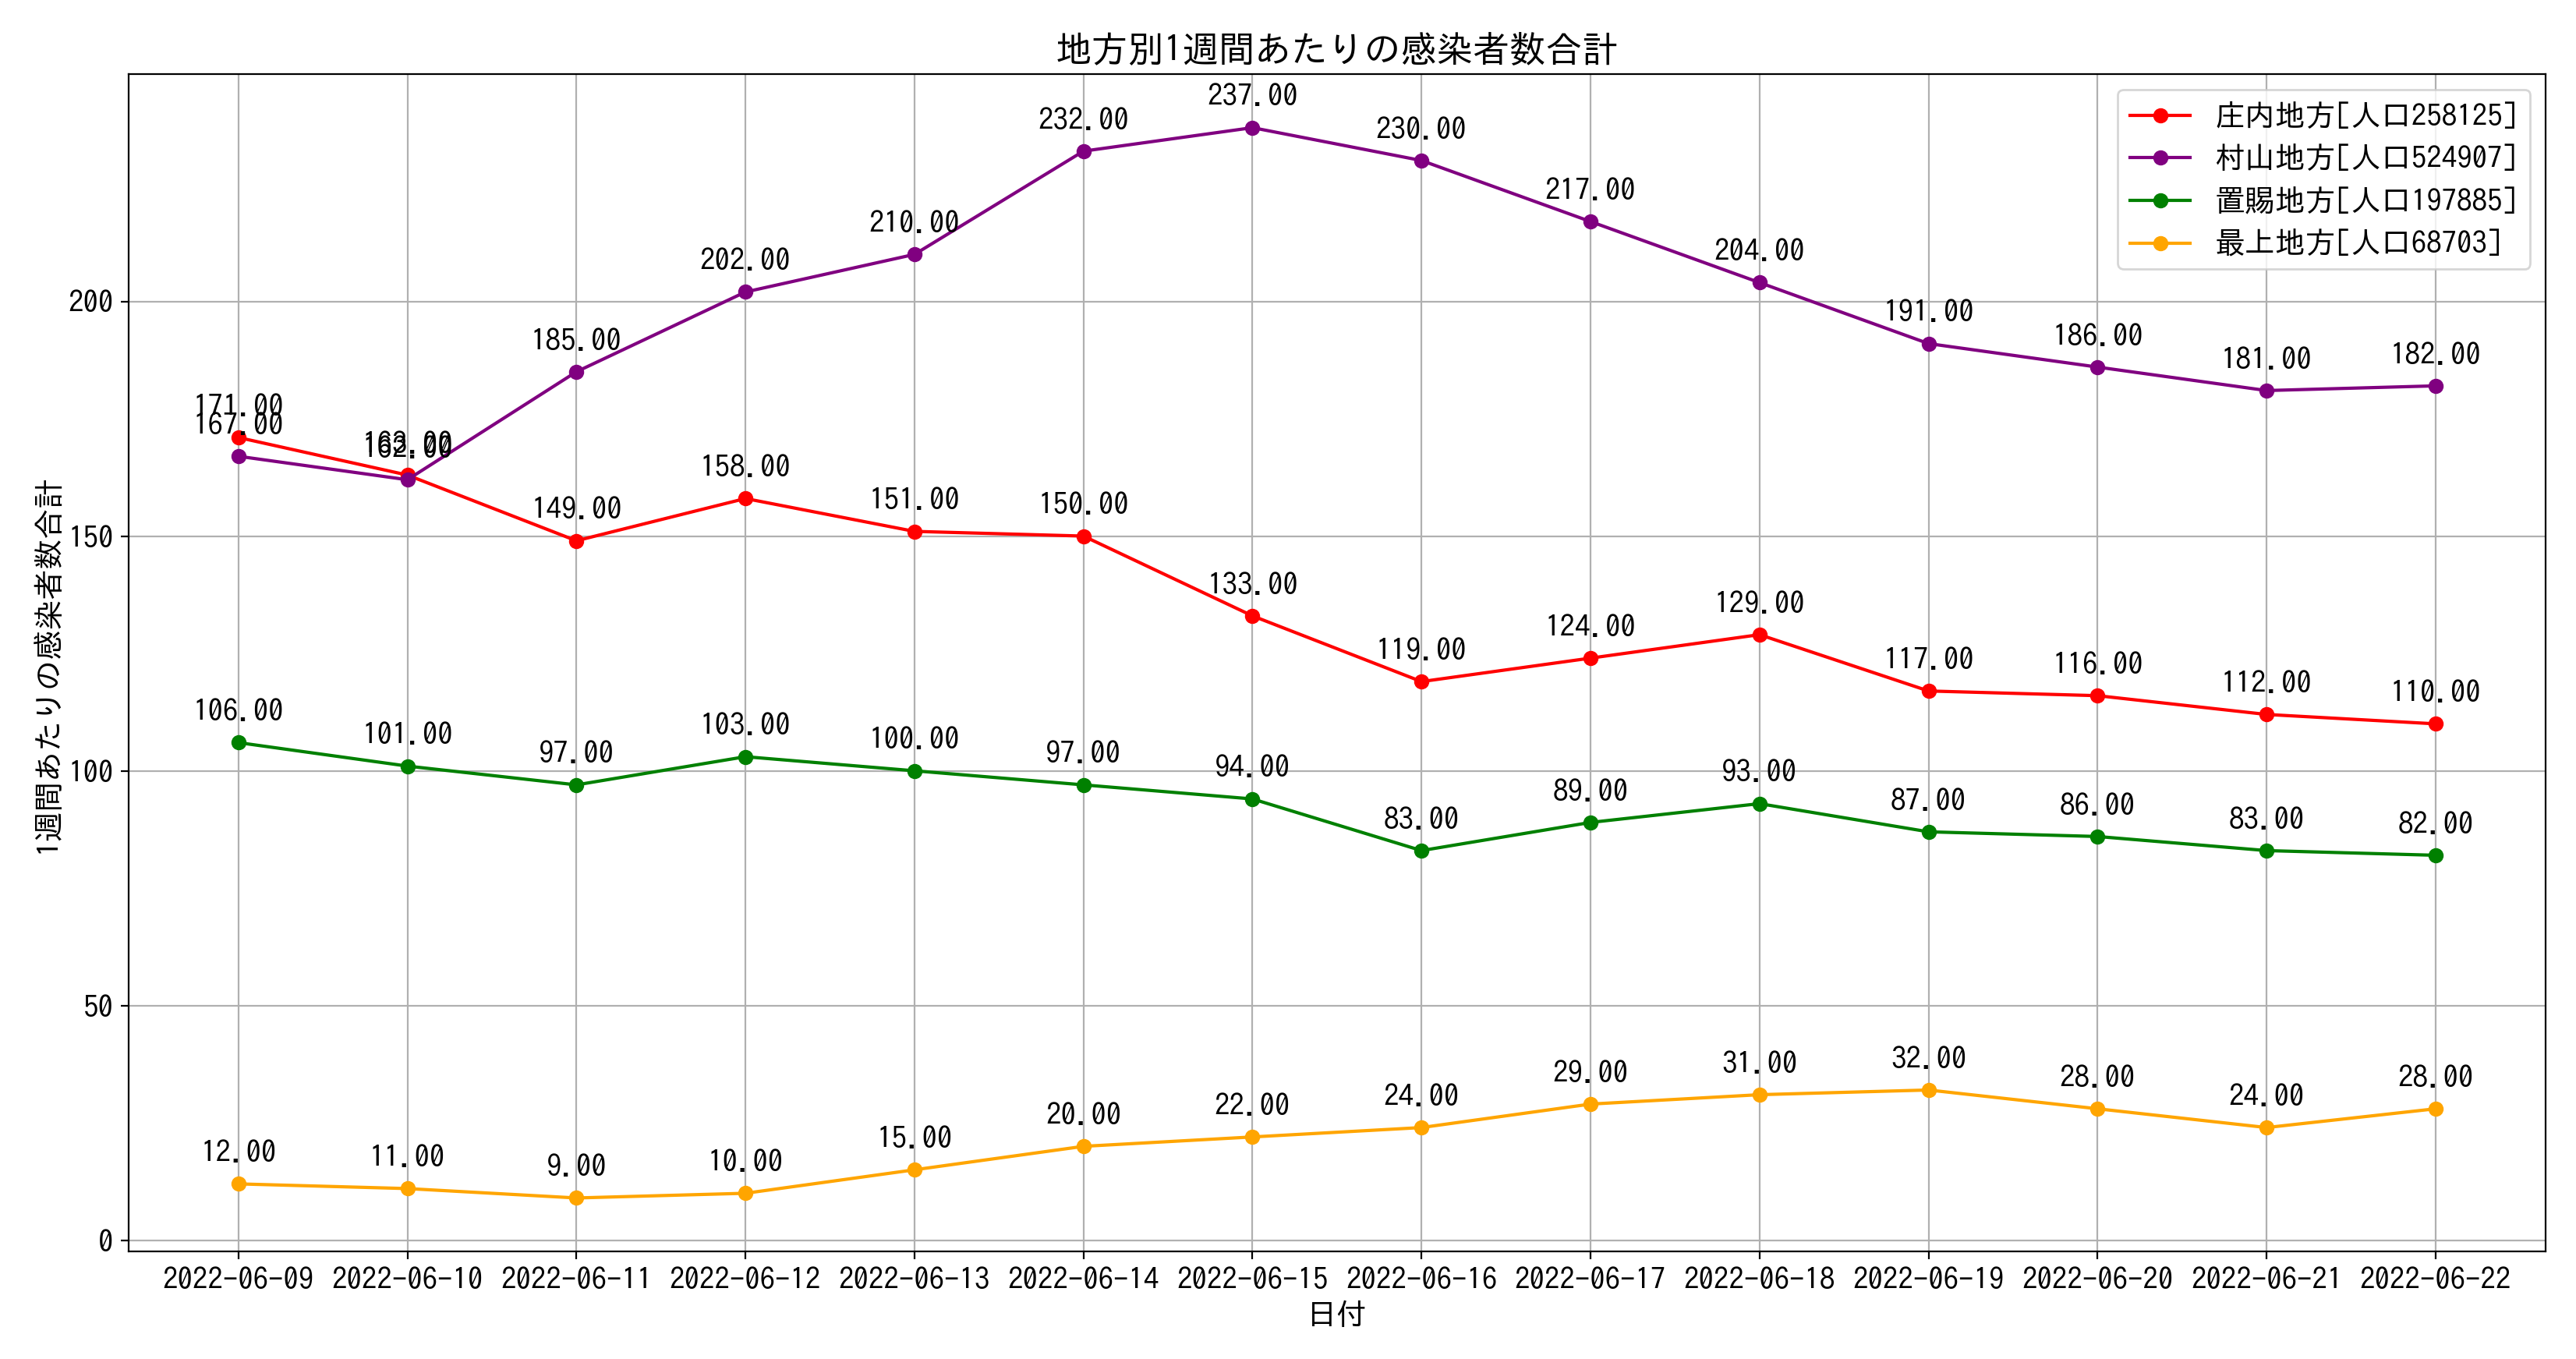 地方別1週間あたりの感染者数合計
庄内地方[人口258125]
村山地方[人口524907]
置賜地方[人口197885]
最上地方[人口68703]
1週間あたりの感染者数合計
200
150
100
50
0
171.00 163.00 149.00 158.00 151.00 150.00 133.00 119.00 124.00 129.00 117.00 116.00 112.00 110.00
167.00 162.00 185.00 202.00 210.00 232.00 237.00 230.00 217.00 204.00 191.00 186.00 181.00 182.00
106.00 101.00 97.00 103.00 100.00 97.00 94.00 83.00 89.00 93.00 87.00 86.00 83.00 82.00
12.00 11.00 9.00 10.00 15.00 20.00 22.00 24.00 29.00 31.00 32.00 28.00 24.00 28.00
2022-06-09 2022-06-10 2022-06-11 2022-06-12 2022-06-13 2022-06-14 2022-06-15 2022-06-16 2022-06-17 2022-06-18 2022-06-19 2022-06-20 2022-06-21 2022-06-22
日付